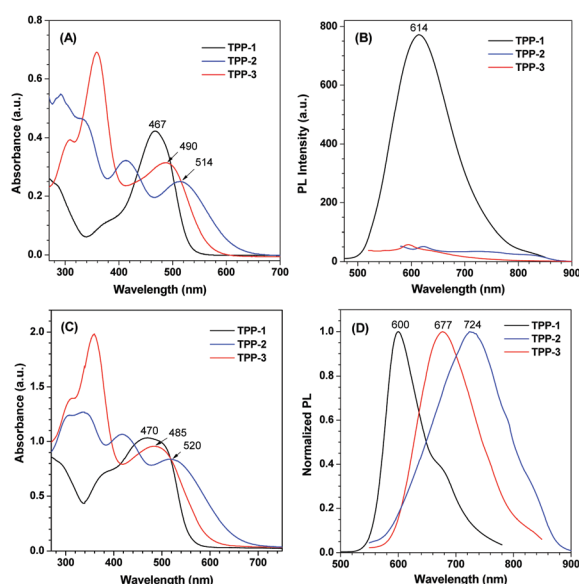 (A)
TPP-1
TPP-2
TPP-3
467
490
514
0.8
0.6
0.4
0.2
0.0
Absorbance (a.u.)
300 400 500 600 700
Wavelength (nm)
(B)
614
TPP-1
TPP-2
TPP-3
800
600
400
200
0
PL Intensity (a.u.)
500 600 700 800 900
Wavelength (nm)
(C)
TPP-1
TPP-2
TPP-3
470
485
520
2.0
1.5
1.0
0.5
0.0
Absorbance (a.u.)
300 400 500 600 700
Wavelength (nm)
(D)
600 677 724
TPP-1
TPP-2
TPP-3
1.0
0.8
0.6
0.4
0.2
0.0
Normalized PL
500 600 700 800 900
Wavelength (nm)